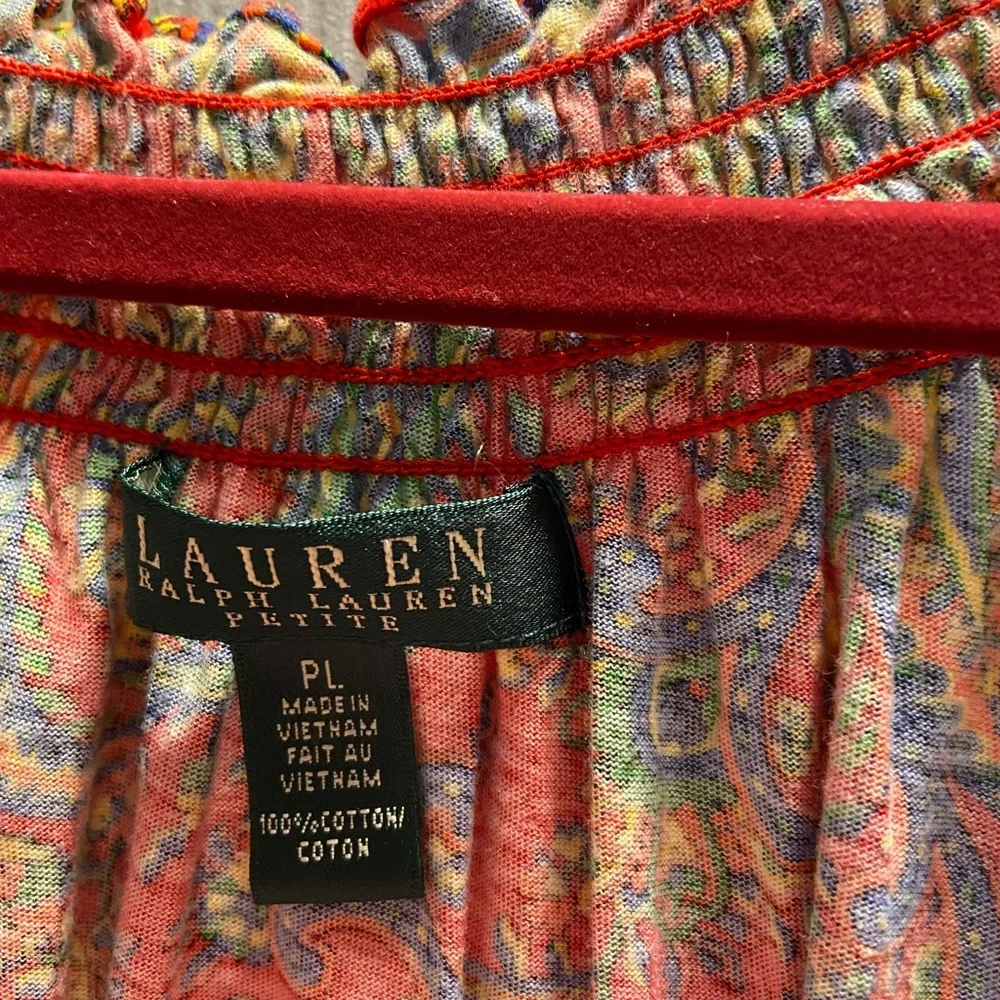 LAUREN
RALPH LAUREN
PETITE
PL
MADE IN
VIETNAM
FAIT AU
VIETNAM
100% COTTON/
COTON